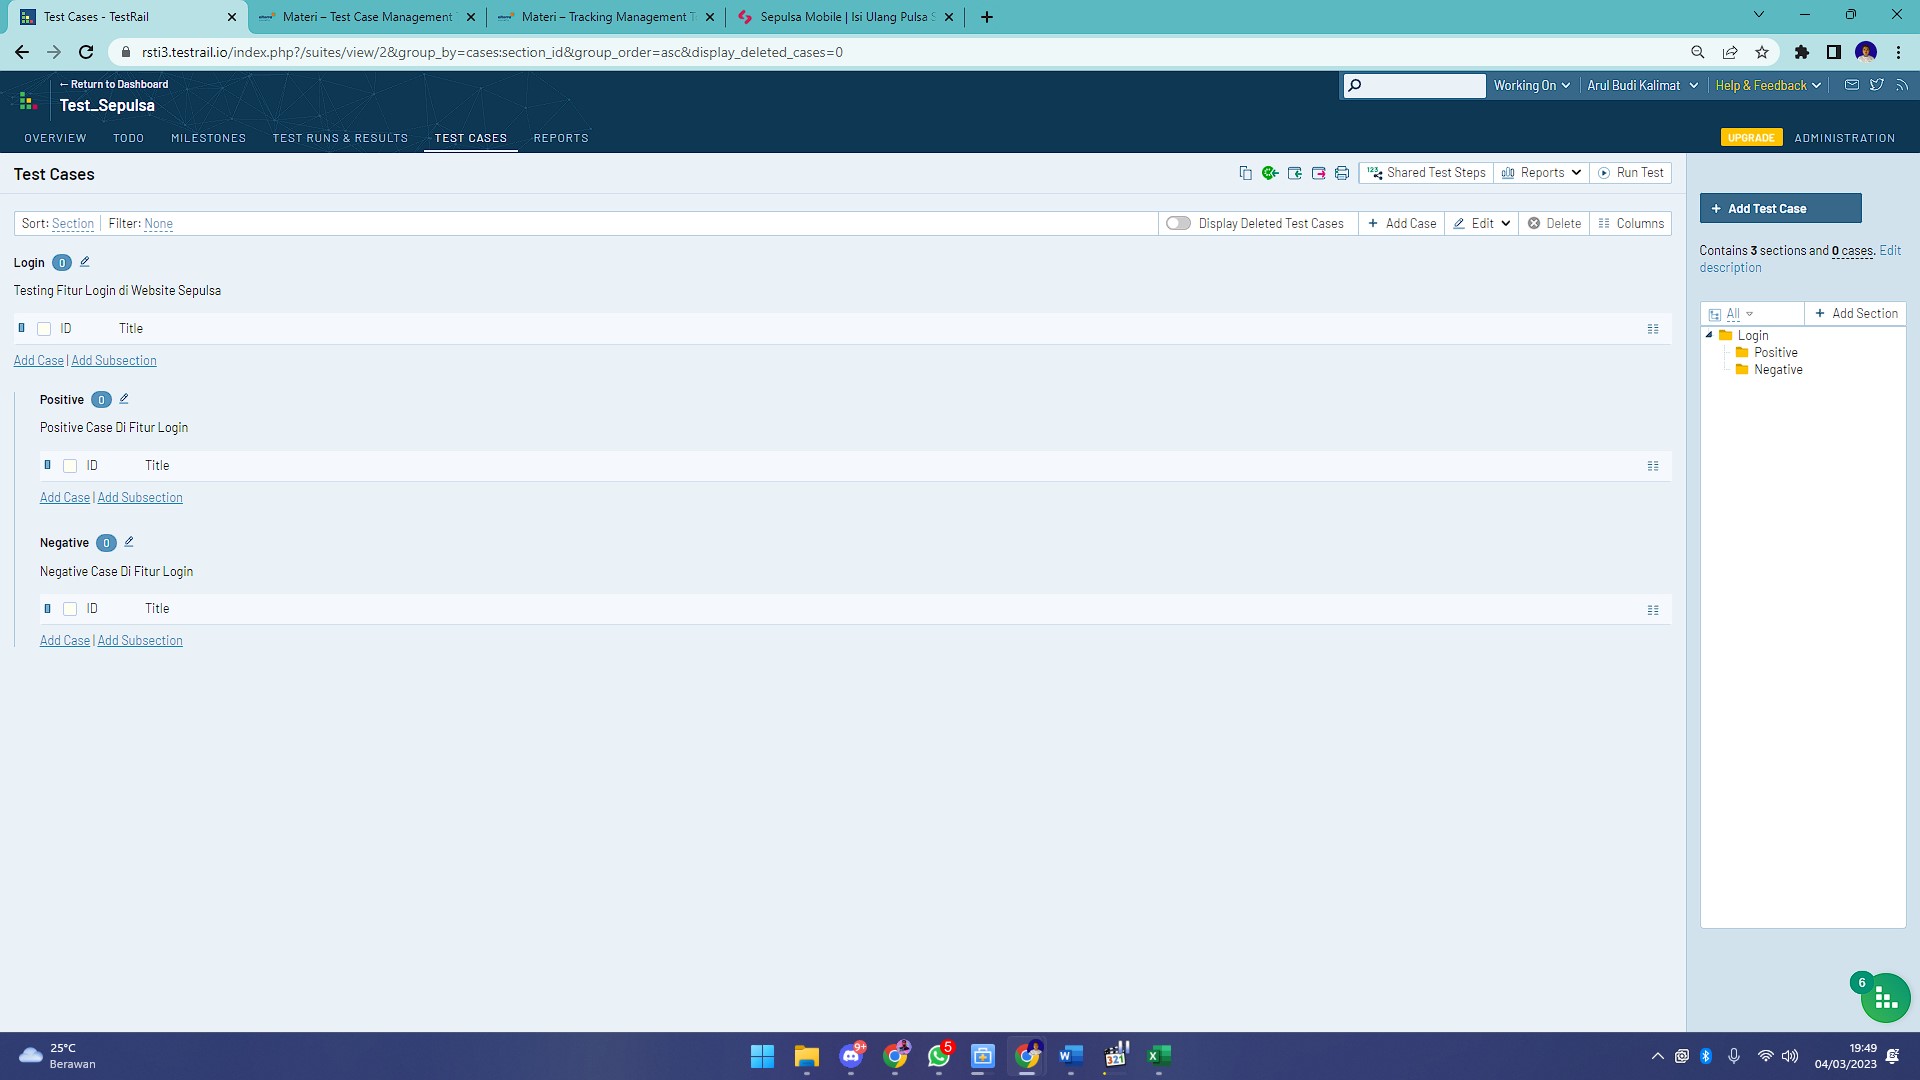 Test Cases - TestRail
Materi – Test Case Management
Materi – Tracking Management T
Sepulsa Mobile | Isi Ulang Pulsa S
rsti3.testrail.io/index.php?/suites/view/2&group_by=cases:section_id&group_order=asc&display_deleted_cases=0
← Return to Dashboard
Test_Sepulsa
Working On
Arul Budi Kalimat
Help & Feedback
OVERVIEW TODO MILESTONES TEST RUNS & RESULTS TEST CASES REPORTS
UPGRADE ADMINISTRATION
Test Cases
Shared Test Steps Reports Run Test
Sort: Section Filter: None
Display Deleted Test Cases + Add Case Edit Delete Columns
+ Add Test Case
Contains 3 sections and 0 cases. Edit
description
All + Add Section
Login
Positive
Negative
Login 0
Testing Fitur Login di Website Sepulsa
ID Title
Add Case | Add Subsection
Positive 0
Positive Case Di Fitur Login
ID Title
Add Case | Add Subsection
Negative 0
Negative Case Di Fitur Login
ID Title
Add Case | Add Subsection
6
25°C
Berawan
9+
5
321
19:49
04/03/2023